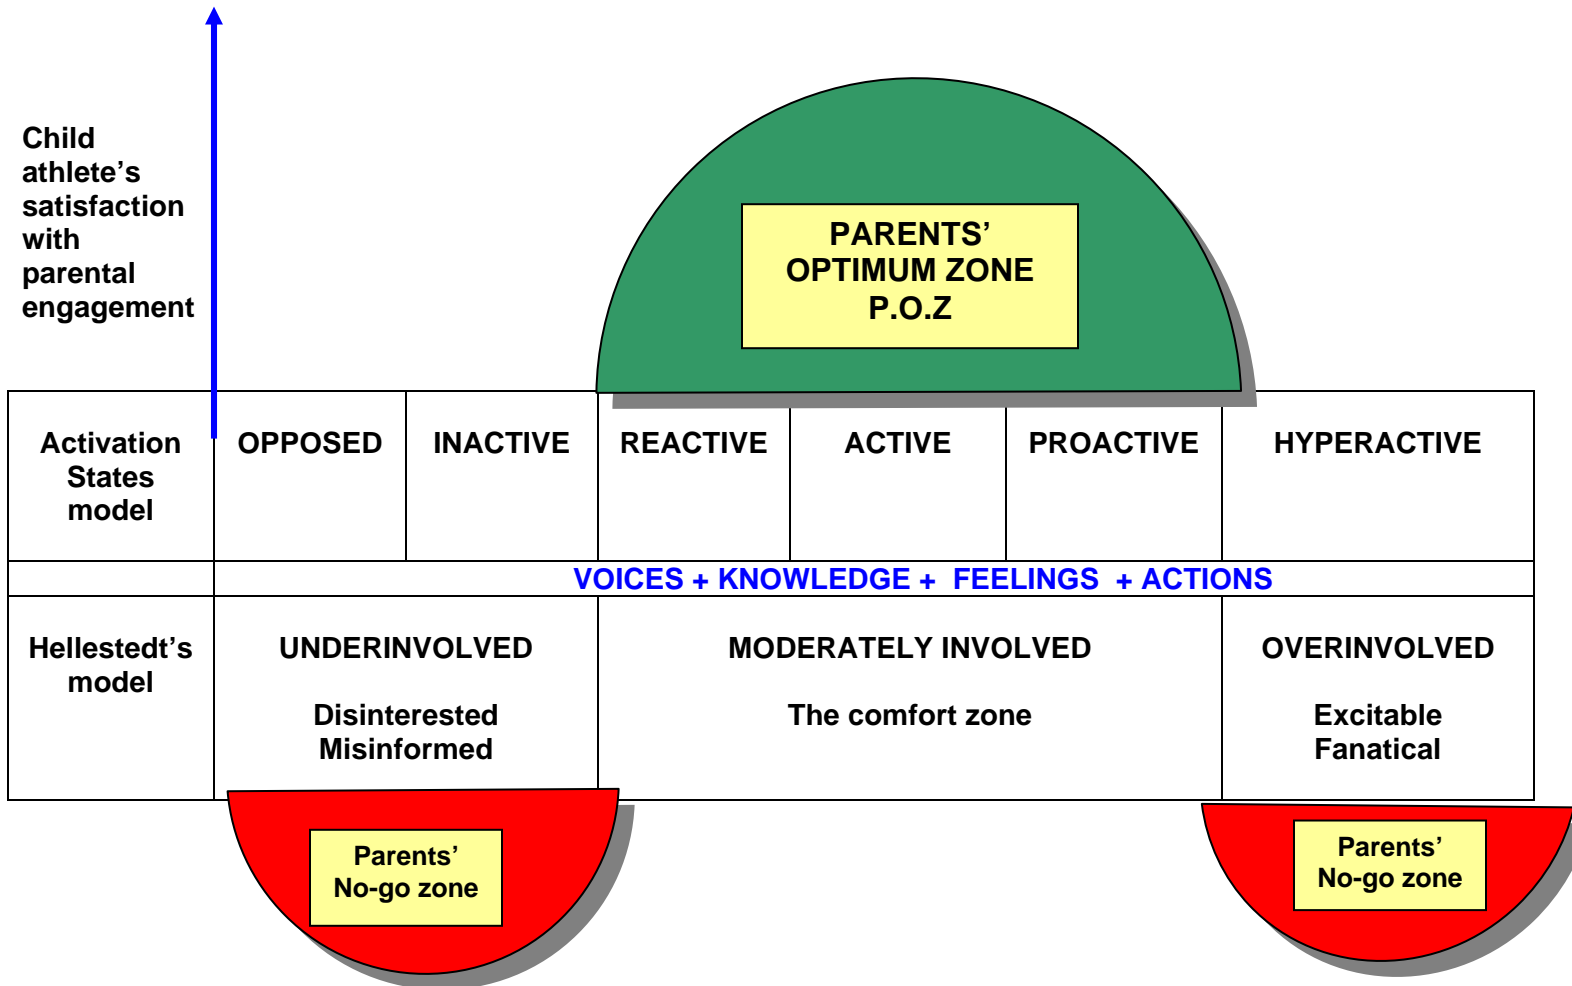 Child
athlete’s
satisfaction
with
parental
engagement
PARENTS’
OPTIMUM ZONE
P.O.Z
Activation
States
model
OPPOSED
INACTIVE
REACTIVE
ACTIVE
PROACTIVE
HYPERACTIVE
VOICES + KNOWLEDGE + FEELINGS + ACTIONS
Hellestedt’s
model
UNDERINVOLVED
Disinterested
Misinformed
MODERATELY INVOLVED
The comfort zone
OVERINVOLVED
Excitable
Fanatical
Parents’
No-go zone
Parents’
No-go zone